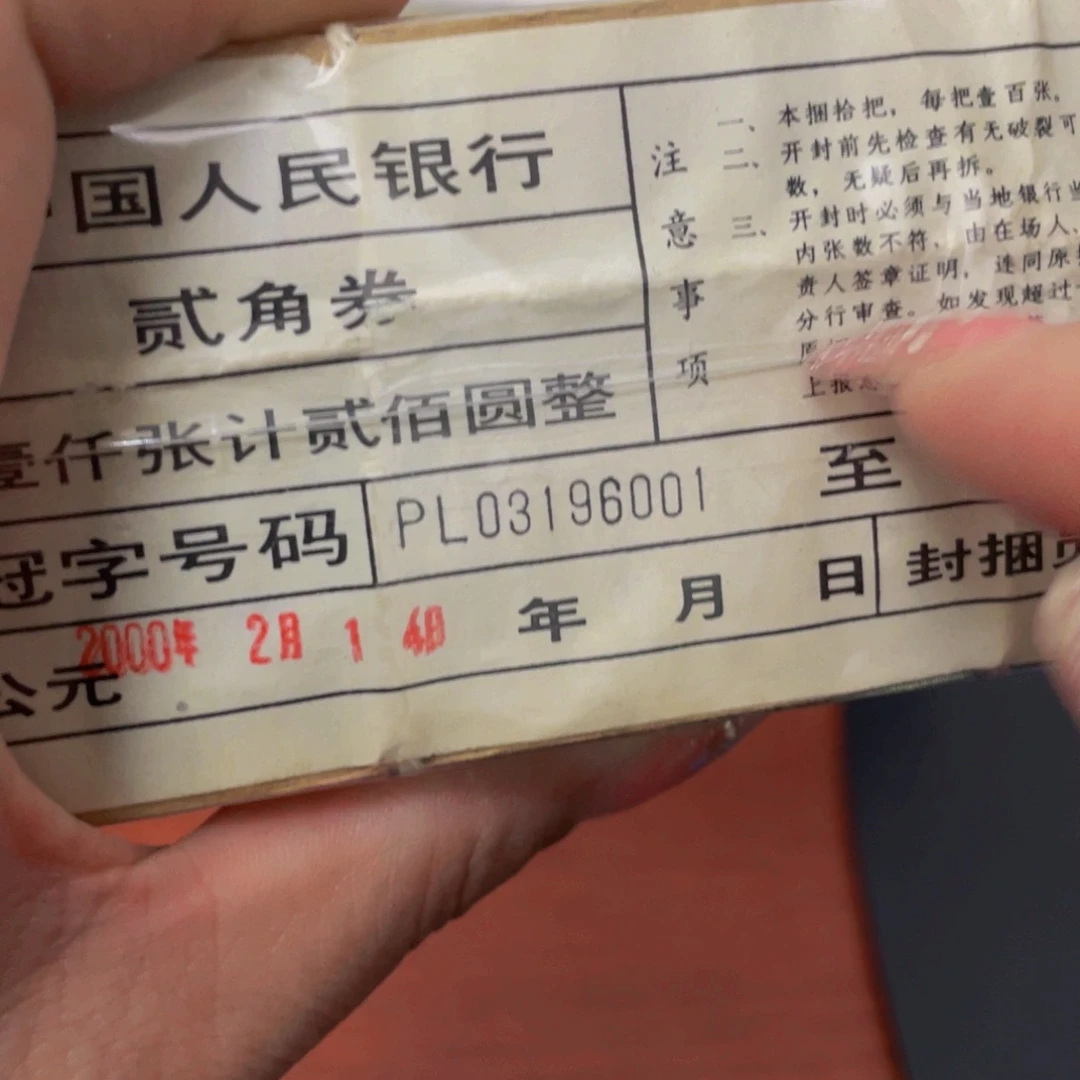 国人民银行
贰角券
壹仟张计贰佰圆整
冠字号码 PL03196001 至
2000年 2月 1 4日 年 月 日 封捆员
公元
注意事项
一、本捆拾把，每把壹百张。
二、开封前先检查有无破裂可
数，无疑后再拆。
三、开封时必须与当地银行当
内张数不符、由在场人、
责人签章证明，连同原
分行审查。如发现超过
上报